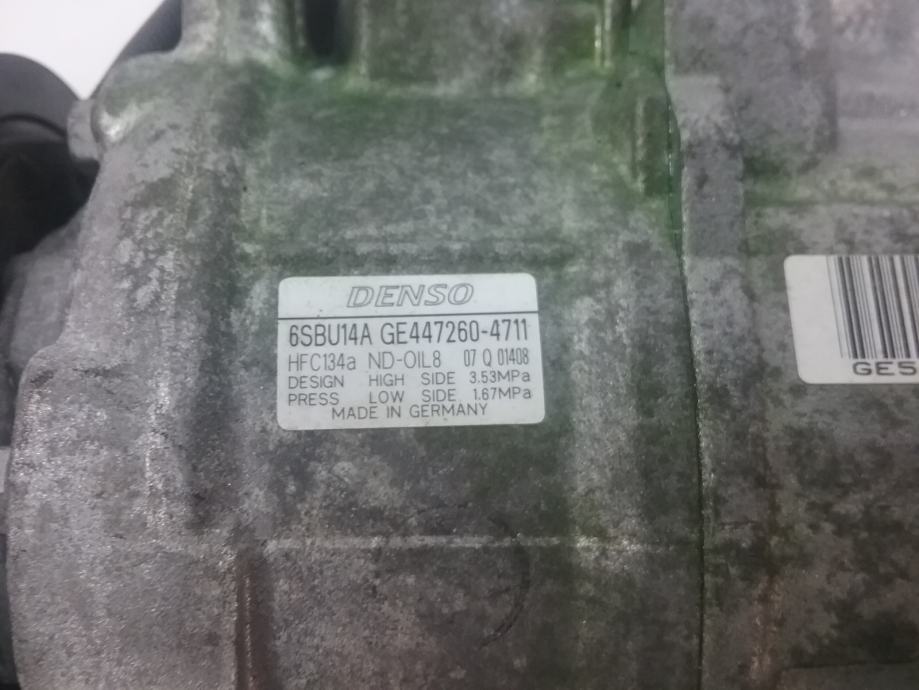 DENSO
6SBU14A GE447260-4711
HFC134a ND-OIL8 07 Q 01408
DESIGN HIGH SIDE 3.53MPa
PRESS LOW SIDE 1.67MPa
MADE IN GERMANY
GE5